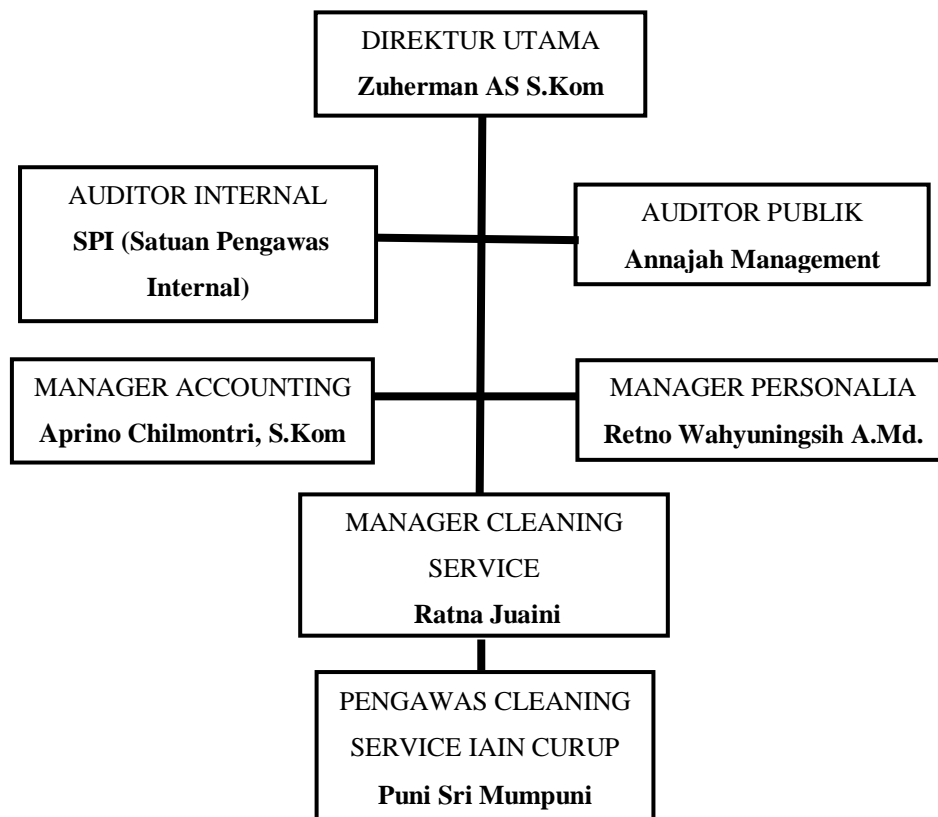 DIREKTUR UTAMA
Zuherman AS S.Kom
AUDITOR INTERNAL
SPI (Satuan Pengawas
Internal)
AUDITOR PUBLIK
Annajah Management
MANAGER ACCOUNTING
Aprino Chilmontri, S.Kom
MANAGER PERSONALIA
Retno Wahyuningsih A.Md.
MANAGER CLEANING
SERVICE
Ratna Juaini
PENGAWAS CLEANING
SERVICE IAIN CURUP
Puni Sri Mumpuni